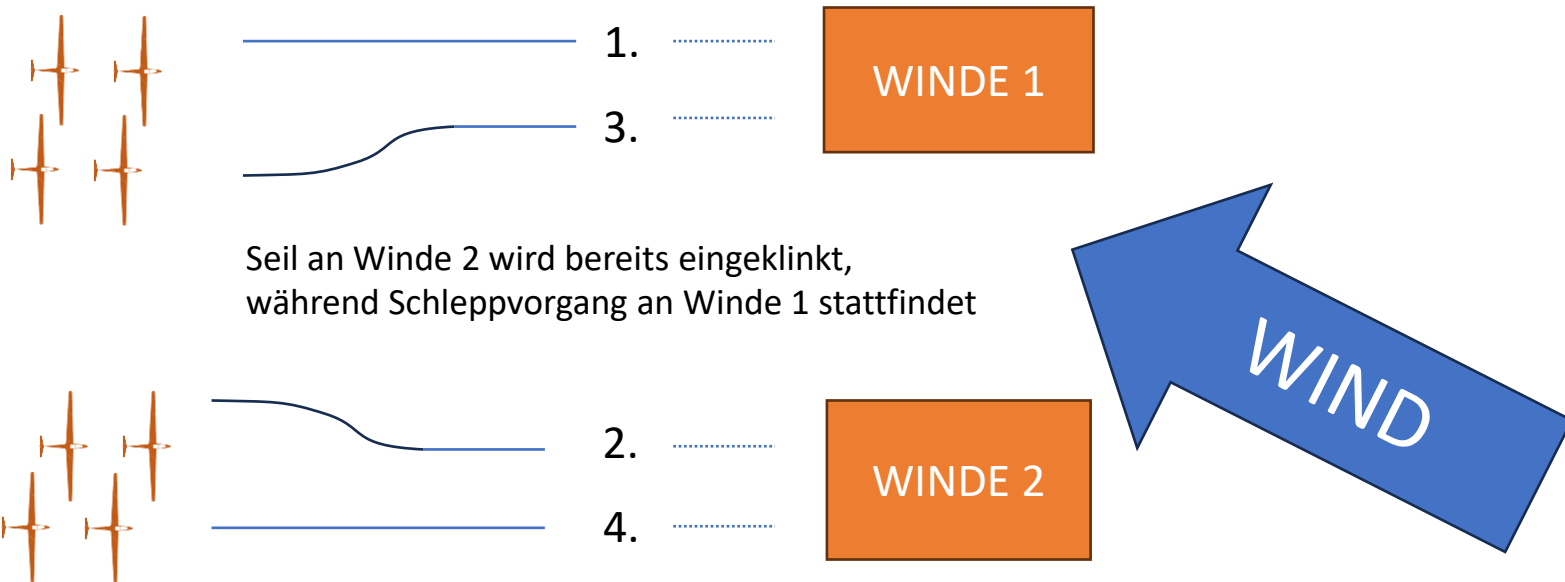 1.
WINDE 1
3.
Seil an Winde 2 wird bereits eingeklinkt,
während Schleppvorgang an Winde 1 stattfindet
WIND
2.
WINDE 2
4.